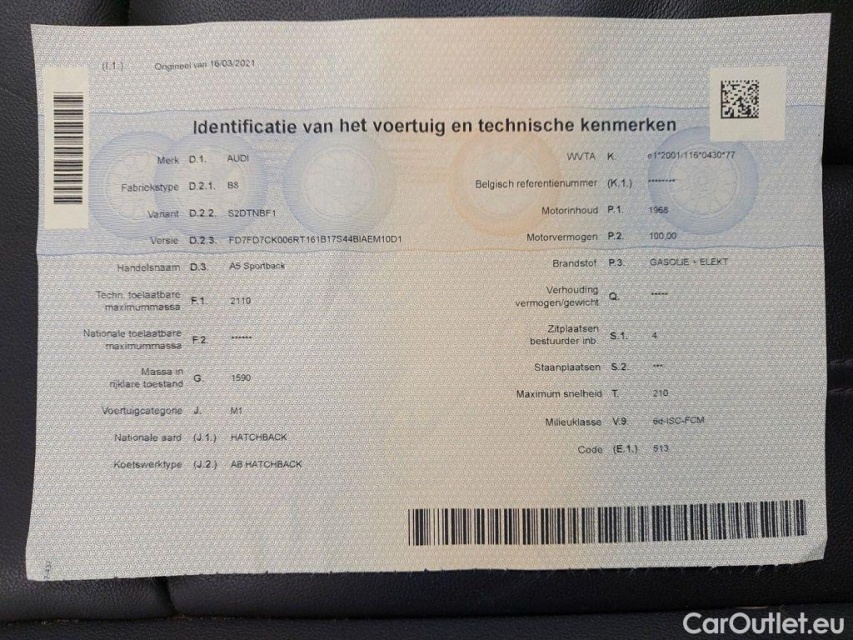 (I.1.) Origineel van 16/03/2021
Identificatie van het voertuig en technische kenmerken
Merk D.1. AUDI
Fabriekstype D.2.1. B8
Variant D.2.2. S2DTNBF1
Versie D.2.3. FD7FD7CK006RT161B17S44BIAEM10D1
Handelsnaam D.3. A5 Sportback
Techn. toelaatbare
maximummassa F.1. 2110
Nationale toelaatbare
maximummassa F.2. ******
Massa in
rijklare toestand G. 1590
Voertuigcategorie J. M1
Nationale aard (J.1.) HATCHBACK
Koetswerktype (J.2.) AB HATCHBACK
WVTA K. e1*2001/116*0430*77
Belgisch referentienummer (K.1.) ********
Motorinhoud P.1. 1968
Motorvermogen P.2. 100,00
Brandstof P.3. GASOLIE + ELEKT
Verhouding
vermogen/gewicht Q. *****
Zitplaatsen
bestuurder inb. S.1. 4
Staanplaatsen S.2. ***
Maximum snelheid T. 210
Milieuklasse V.9. 6d-ISC-FCM
Code (E.1.) 513
CarOutlet.eu